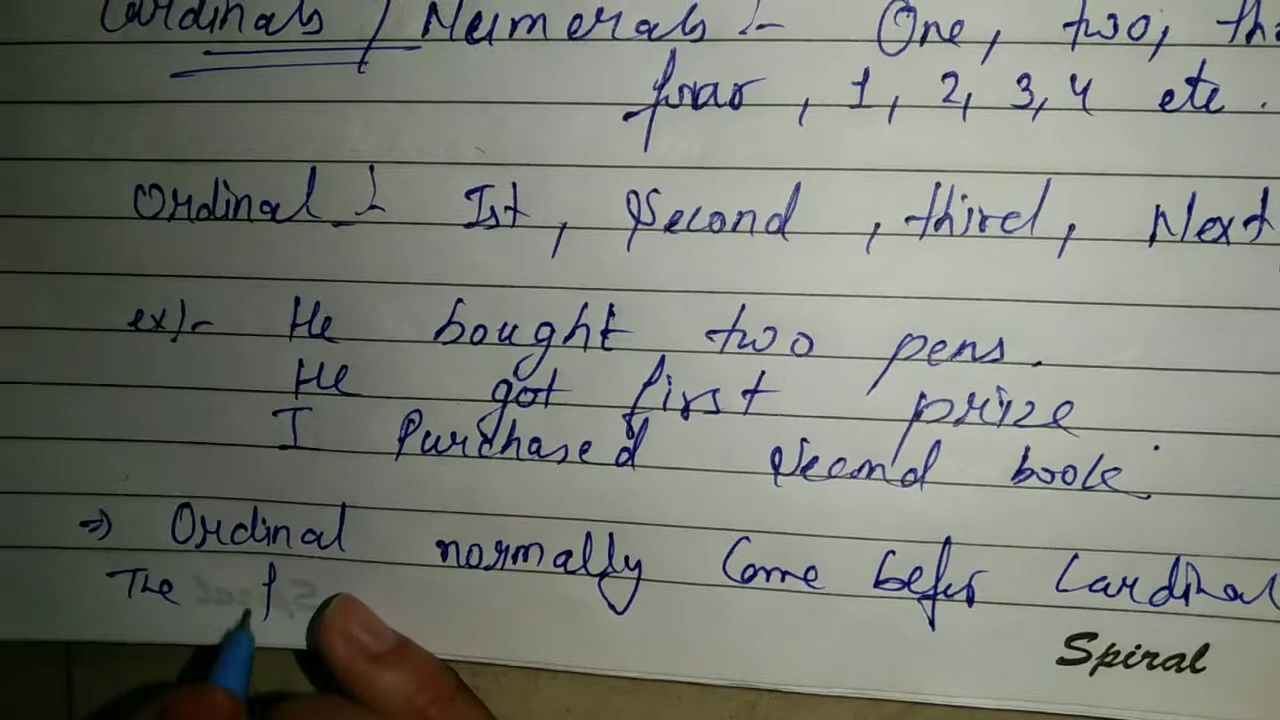 Cardinals / Numerals :- One, two, th
four, 1, 2, 3, 4 etc.
Ordinal :- Ist, Second, third, Next
ex):- He bought two pens.
He got first prize
I Purchased Second book.
⇒ Ordinal normally Come befor Cardinal
The f
Spiral